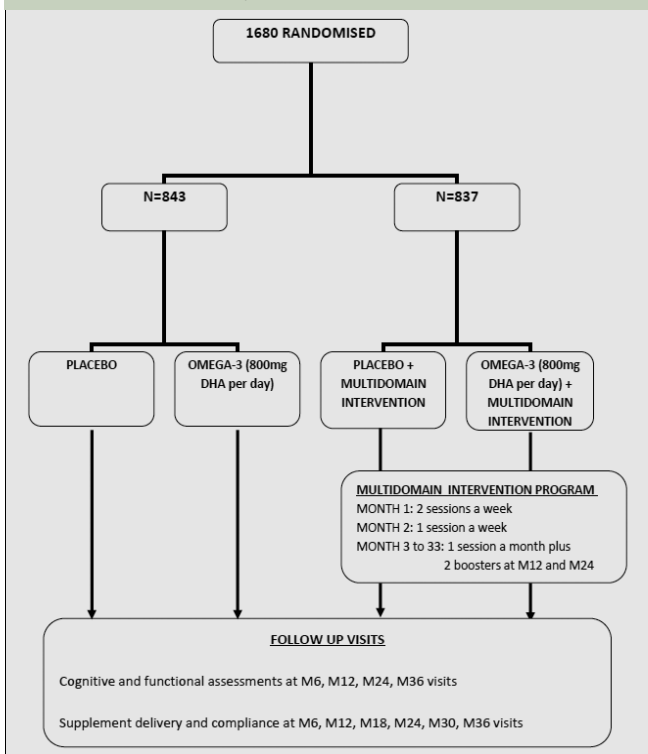 1680 RANDOMISED
N=843
N=837
PLACEBO
OMEGA-3 (800mg
DHA per day)
PLACEBO +
MULTIDOMAIN
INTERVENTION
OMEGA-3 (800mg
DHA per day) +
MULTIDOMAIN
INTERVENTION
MULTIDOMAIN INTERVENTION PROGRAM
MONTH 1: 2 sessions a week
MONTH 2: 1 session a week
MONTH 3 to 33: 1 session a month plus
2 boosters at M12 and M24
FOLLOW UP VISITS
Cognitive and functional assessments at M6, M12, M24, M36 visits
Supplement delivery and compliance at M6, M12, M18, M24, M30, M36 visits